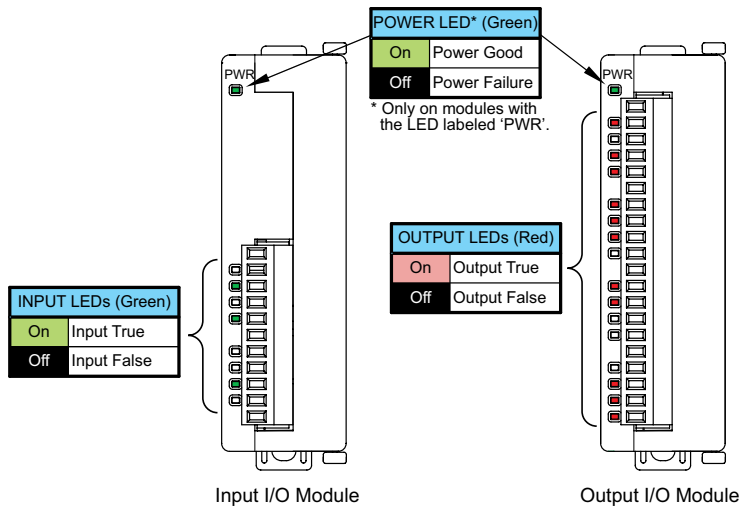 POWER LED* (Green)
On Power Good
Off Power Failure
* Only on modules with
the LED labeled ‘PWR’.
PWR
PWR
OUTPUT LEDs (Red)
On Output True
Off Output False
INPUT LEDs (Green)
On Input True
Off Input False
Input I/O Module
Output I/O Module